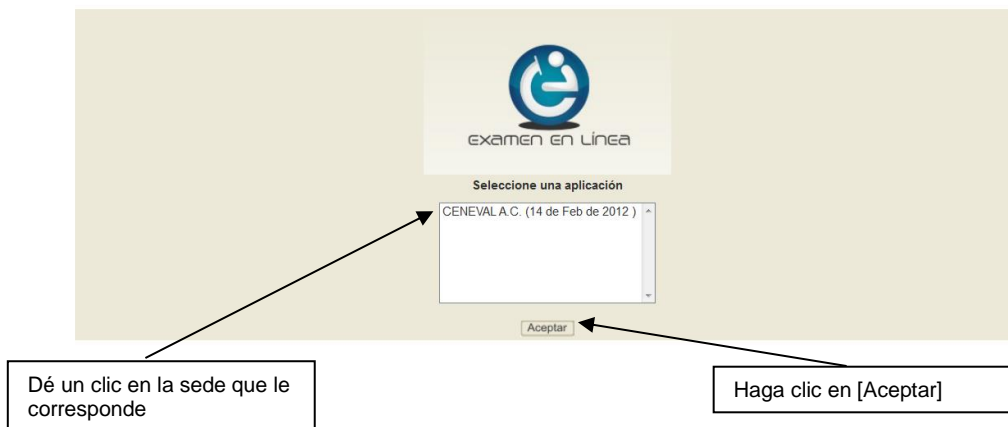 examen en Línea
Seleccione una aplicación
CENEVAL A.C. (14 de Feb de 2012 )
Aceptar
Dé un clic en la sede que le
corresponde
Haga clic en [Aceptar]